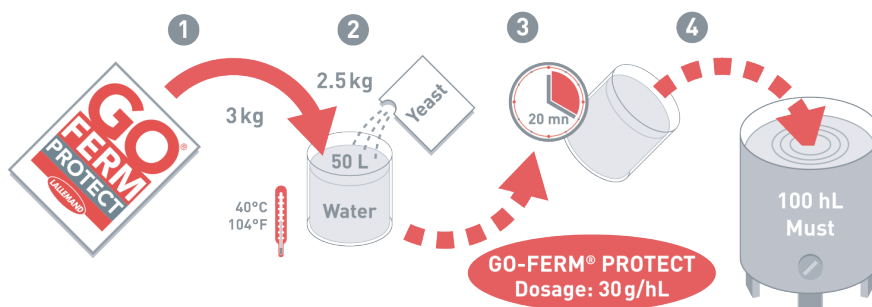 1
2
3
4
GO
FERM®
PROTECT
LALLEMAND
3 kg
2.5 kg
Yeast
50 L
Water
40°C
104°F
20 mn
100 hL
Must
GO-FERM® PROTECT
Dosage: 30 g/hL